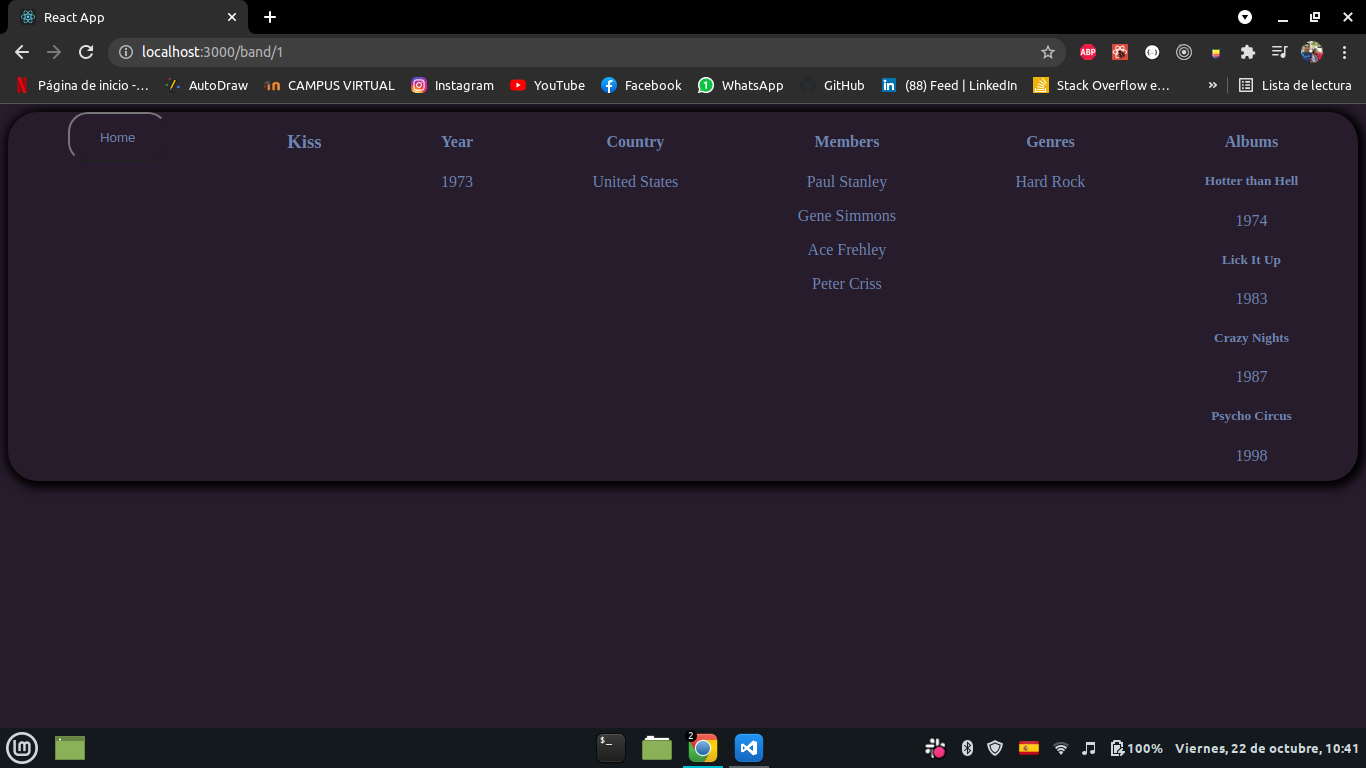 React App
localhost:3000/band/1
ABP
Página de inicio -... AutoDraw CAMPUS VIRTUAL Instagram YouTube Facebook 1 WhatsApp GitHub in (88) Feed | LinkedIn Stack Overflow e... » Lista de lectura
Home
Kiss
Year
1973
Country
United States
Members
Paul Stanley
Gene Simmons
Ace Frehley
Peter Criss
Genres
Hard Rock
Albums
Hotter than Hell
1974
Lick It Up
1983
Crazy Nights
1987
Psycho Circus
1998
$_ 2 100% Viernes, 22 de octubre, 10:41